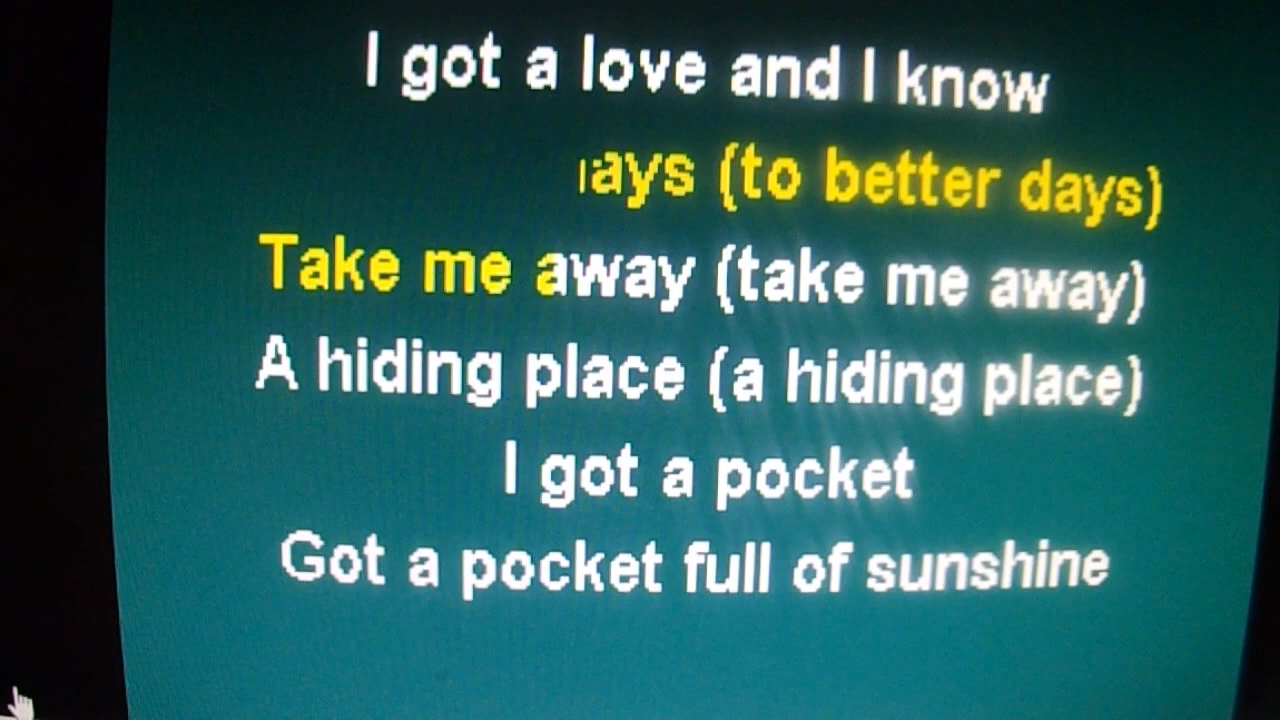 I got a love and I know
ays (to better days)
Take me away (take me away)
A hiding place (a hiding place)
I got a pocket
Got a pocket full of sunshine